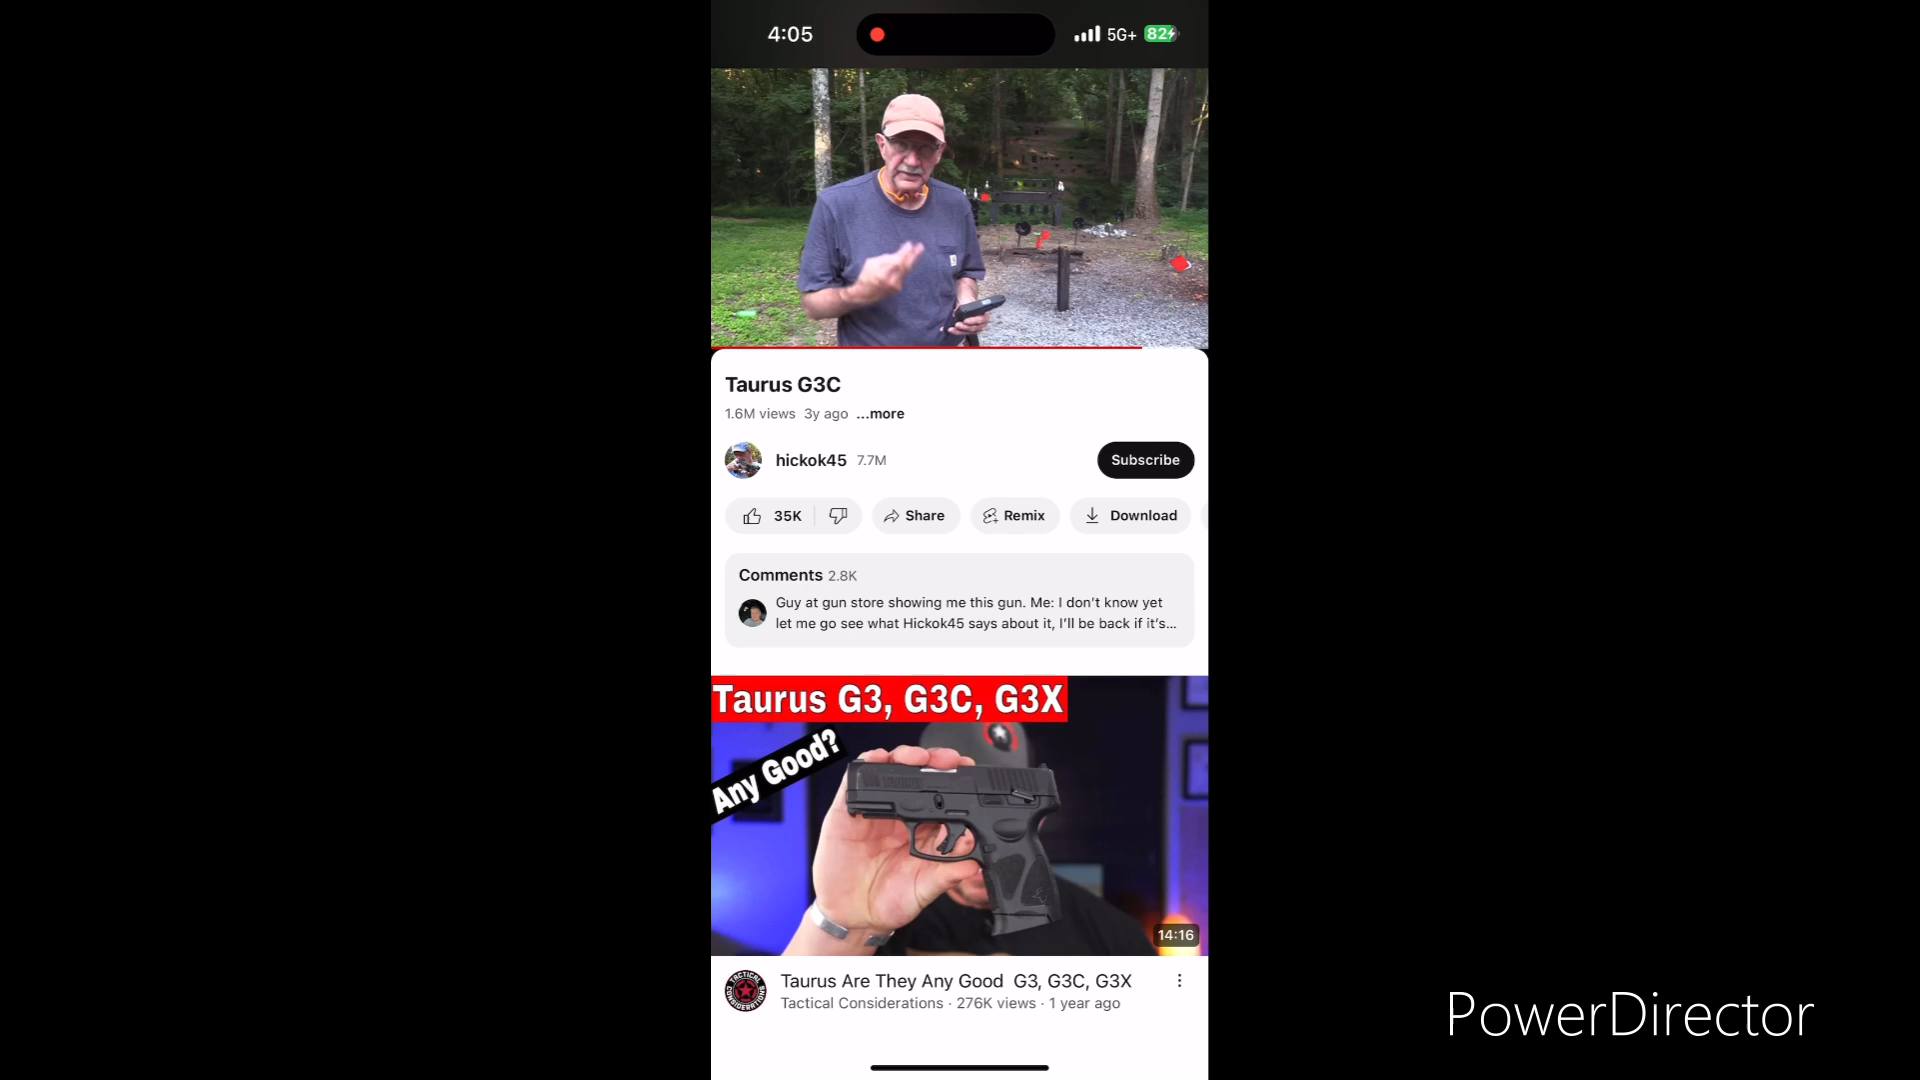 4:05
5G+ 82
Taurus G3C
1.6M views 3y ago ...more
hickok45 7.7M
Subscribe
35K
Share
Remix
Download
Comments 2.8K
Guy at gun store showing me this gun. Me: I don't know yet
let me go see what Hickok45 says about it, I'll be back if it's...
Taurus G3, G3C, G3X
Any Good?
14:16
TACTICAL
CONSIDERATIONS
Taurus Are They Any Good G3, G3C, G3X
Tactical Considerations · 276K views · 1 year ago
PowerDirector